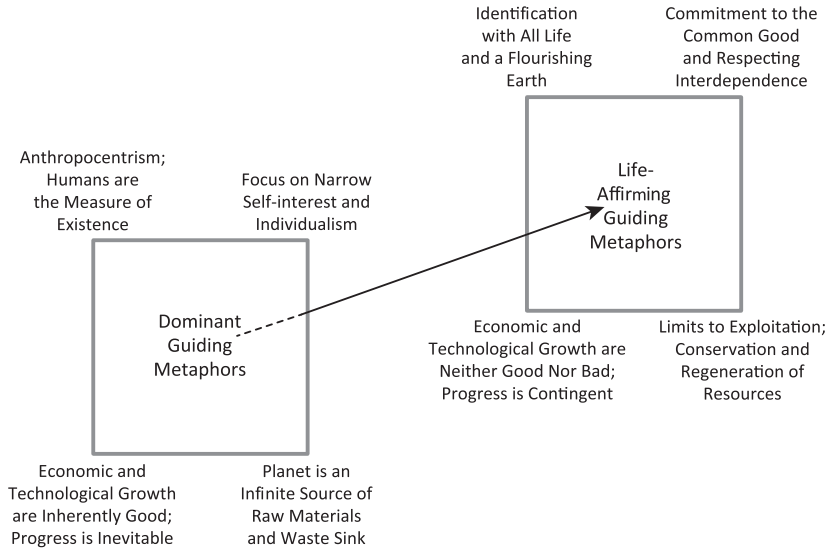 Identification
with All Life
and a Flourishing
Earth
Commitment to the
Common Good
and Respecting
Interdependence
Life-
Affirming
Guiding
Metaphors
Economic and
Technological Growth are
Neither Good Nor Bad;
Progress is Contingent
Limits to Exploitation;
Conservation and
Regeneration of
Resources
Anthropocentrism;
Humans are
the Measure of
Existence
Focus on Narrow
Self-interest and
Individualism
Dominant
Guiding
Metaphors
Economic and
Technological Growth
are Inherently Good;
Progress is Inevitable
Planet is an
Infinite Source of
Raw Materials
and Waste Sink